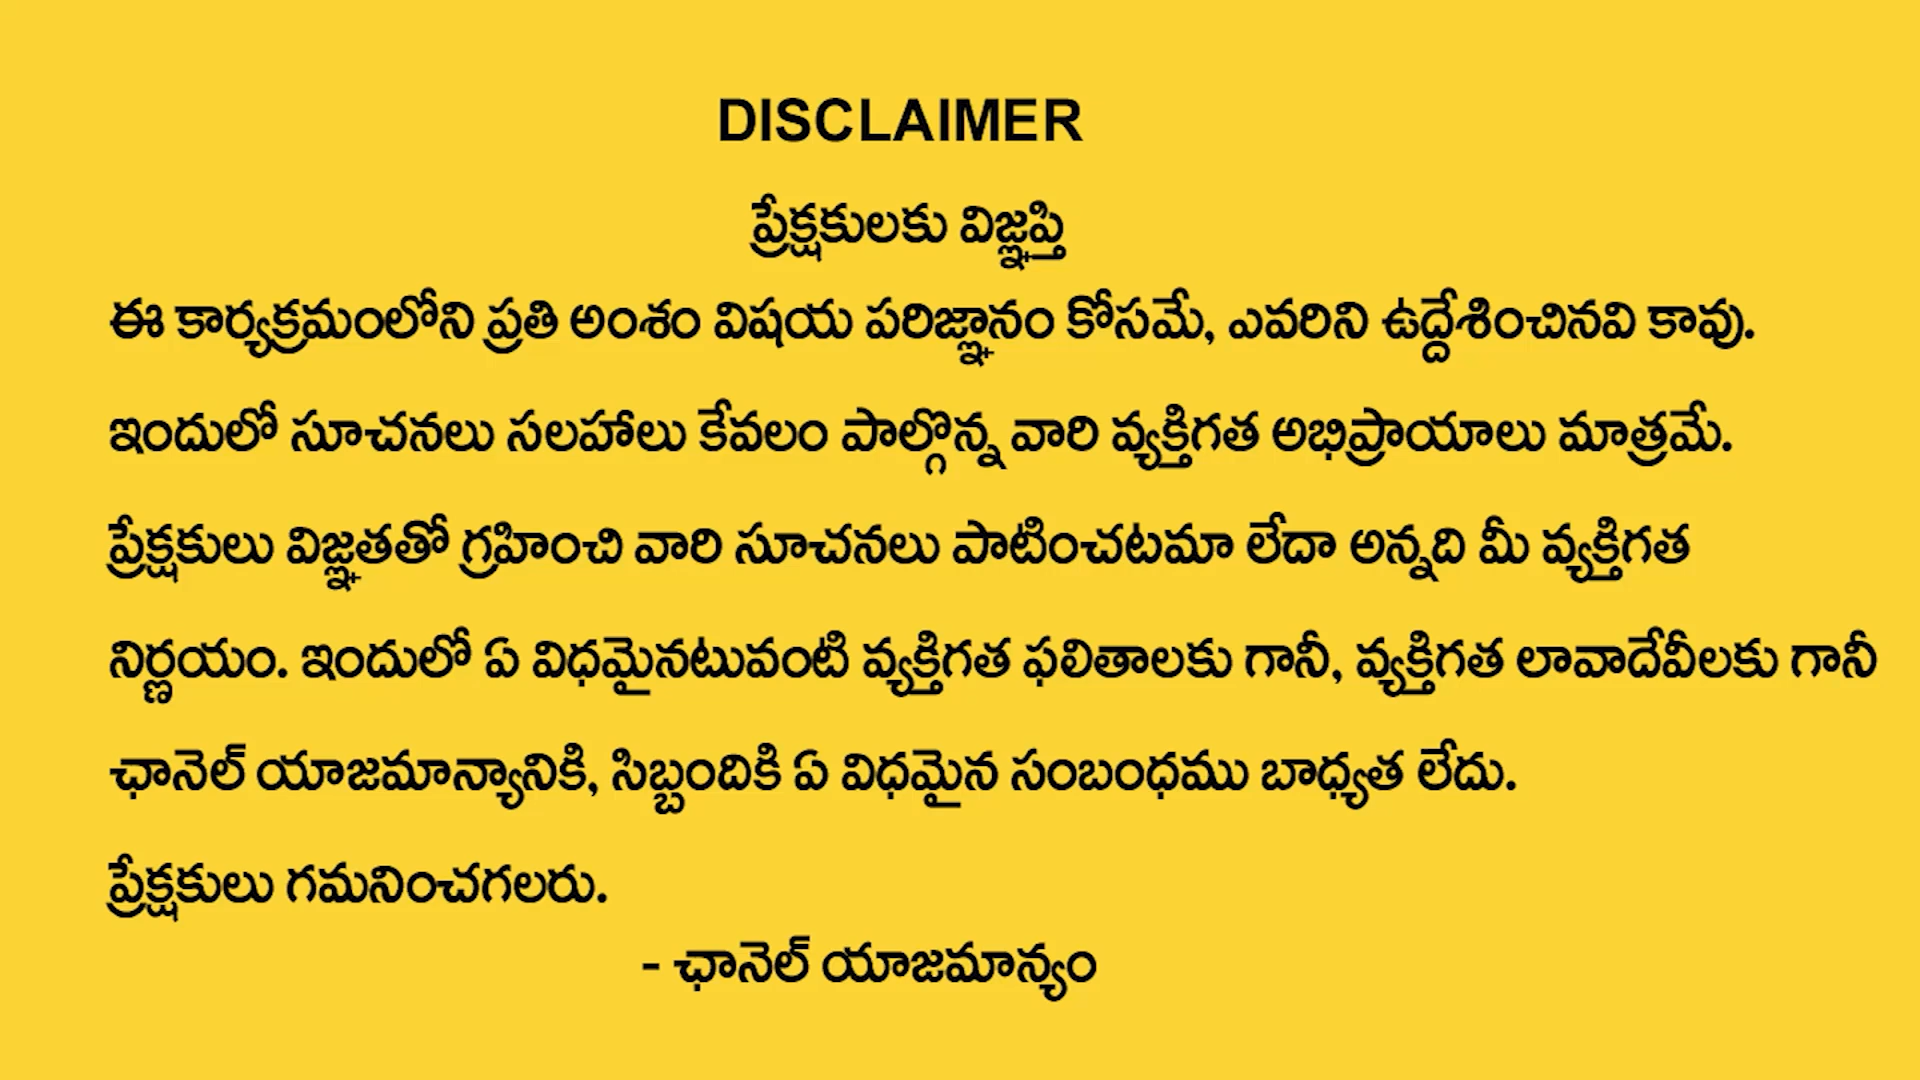 DISCLAIMER
ప్రేక్షకులకు విజ్ఞప్తి
ఈ కార్యక్రమంలోని ప్రతి అంశం విషయ పరిజ్ఞానం కోసమే, ఎవరిని ఉద్దేశించినవి కావు.
ఇందులో సూచనలు సలహాలు కేవలం పాల్గొన్న వారి వ్యక్తిగత అభిప్రాయాలు మాత్రమే.
ప్రేక్షకులు విజ్ఞతతో గ్రహించి వారి సూచనలు పాటించటమా లేదా అన్నది మీ వ్యక్తిగత
నిర్ణయం. ఇందులో ఏ విధమైనటువంటి వ్యక్తిగత ఫలితాలకు గానీ, వ్యక్తిగత లావాదేవీలకు గానీ
ఛానెల్ యాజమాన్యానికి, సిబ్బందికి ఏ విధమైన సంబంధము బాధ్యత లేదు.
ప్రేక్షకులు గమనించగలరు.
- ఛానెల్ యాజమాన్యం